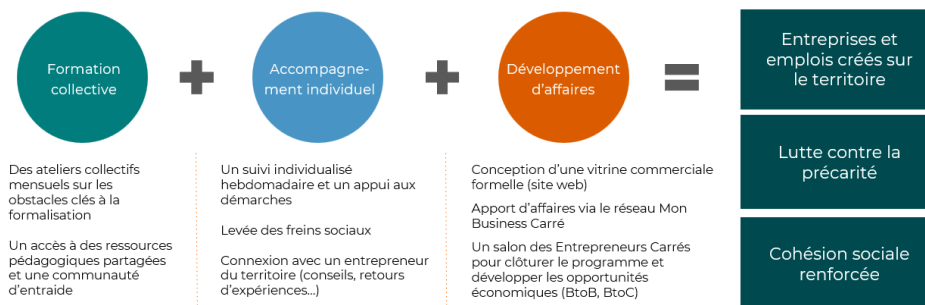 Formation
collective
+
Accompagne-
ment individuel
+
Développement
d'affaires
=
Entreprises et
emplois créés sur
le territoire
Lutte contre la
précarité
Cohésion sociale
renforcée
Des ateliers collectifs
mensuels sur les
obstacles clés à la
formalisation
Un accès à des ressources
pédagogiques partagées
et une communauté
d'entraide
Un suivi individualisé
hebdomadaire et un appui aux
démarches
Levée des freins sociaux
Connexion avec un entrepreneur
du territoire (conseils, retours
d'expériences...)
Conception d'une vitrine commerciale
formelle (site web)
Apport d'affaires via le réseau Mon
Business Carré
Un salon des Entrepreneurs Carrés
pour clôturer le programme et
développer les opportunités
économiques (BtoB, BtoC)